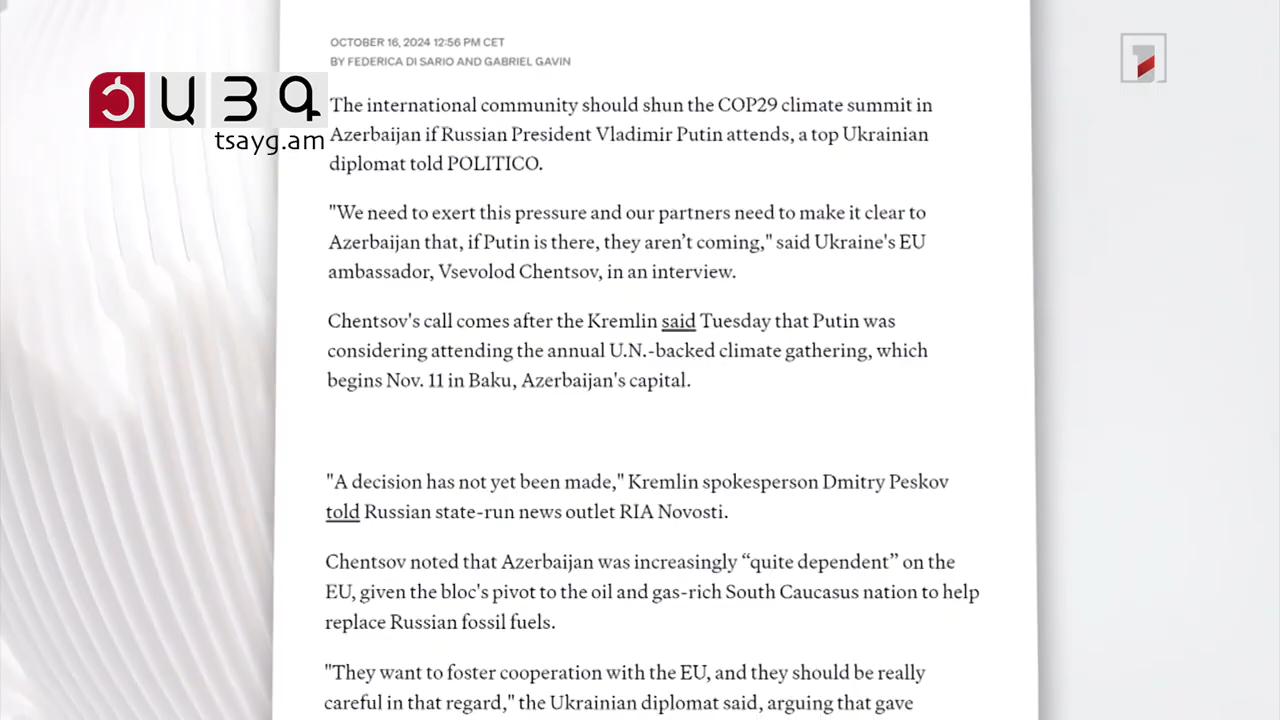 OCTOBER 16, 2024 12:56 PM CET
BY FEDERICA DI SARIO AND GABRIEL GAVIN
ՑԱՅԳ
tsayg.am
1
The international community should shun the COP29 climate summit in
Azerbaijan if Russian President Vladimir Putin attends, a top Ukrainian
diplomat told POLITICO.
"We need to exert this pressure and our partners need to make it clear to
Azerbaijan that, if Putin is there, they aren’t coming," said Ukraine's EU
ambassador, Vsevolod Chentsov, in an interview.
Chentsov's call comes after the Kremlin said Tuesday that Putin was
considering attending the annual U.N.-backed climate gathering, which
begins Nov. 11 in Baku, Azerbaijan's capital.
"A decision has not yet been made," Kremlin spokesperson Dmitry Peskov
told Russian state-run news outlet RIA Novosti.
Chentsov noted that Azerbaijan was increasingly “quite dependent” on the
EU, given the bloc's pivot to the oil and gas-rich South Caucasus nation to help
replace Russian fossil fuels.
"They want to foster cooperation with the EU, and they should be really
careful in that regard," the Ukrainian diplomat said, arguing that gave